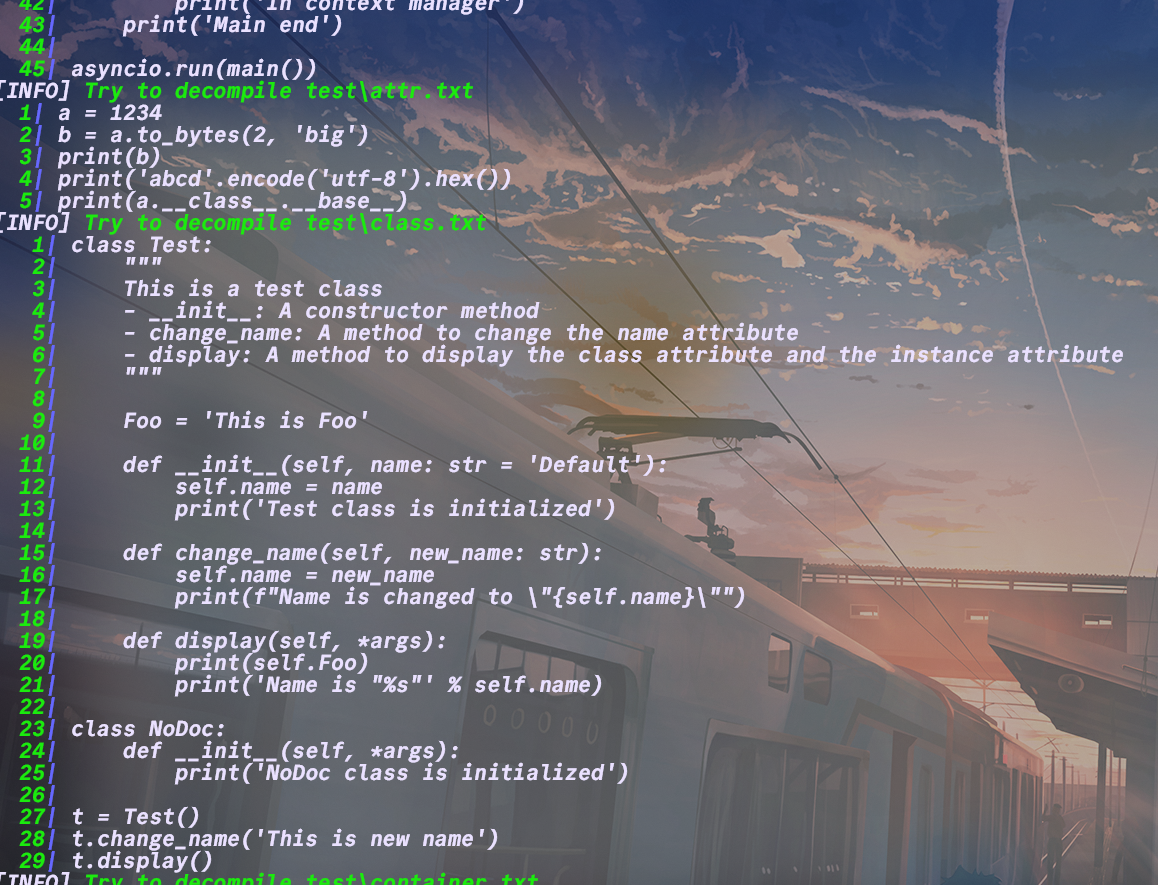 42|         print('In context manager')
43|     print('Main end')
44|
45| asyncio.run(main())
[INFO] Try to decompile test\attr.txt
1| a = 1234
2| b = a.to_bytes(2, 'big')
3| print(b)
4| print('abcd'.encode('utf-8').hex())
5| print(a.__class__.__base__)
[INFO] Try to decompile test\class.txt
1| class Test:
2|     """
3|     This is a test class
4|     - __init__: A constructor method
5|     - change_name: A method to change the name attribute
6|     - display: A method to display the class attribute and the instance attribute
7|     """
8|
9|     Foo = 'This is Foo'
10|
11|     def __init__(self, name: str = 'Default'):
12|         self.name = name
13|         print('Test class is initialized')
14|
15|     def change_name(self, new_name: str):
16|         self.name = new_name
17|         print(f"Name is changed to \"{self.name}\"")
18|
19|     def display(self, *args):
20|         print(self.Foo)
21|         print('Name is "%s"' % self.name)
22|
23| class NoDoc:
24|     def __init__(self, *args):
25|         print('NoDoc class is initialized')
26|
27| t = Test()
28| t.change_name('This is new name')
29| t.display()
[INFO] Try to decompile test\container.txt